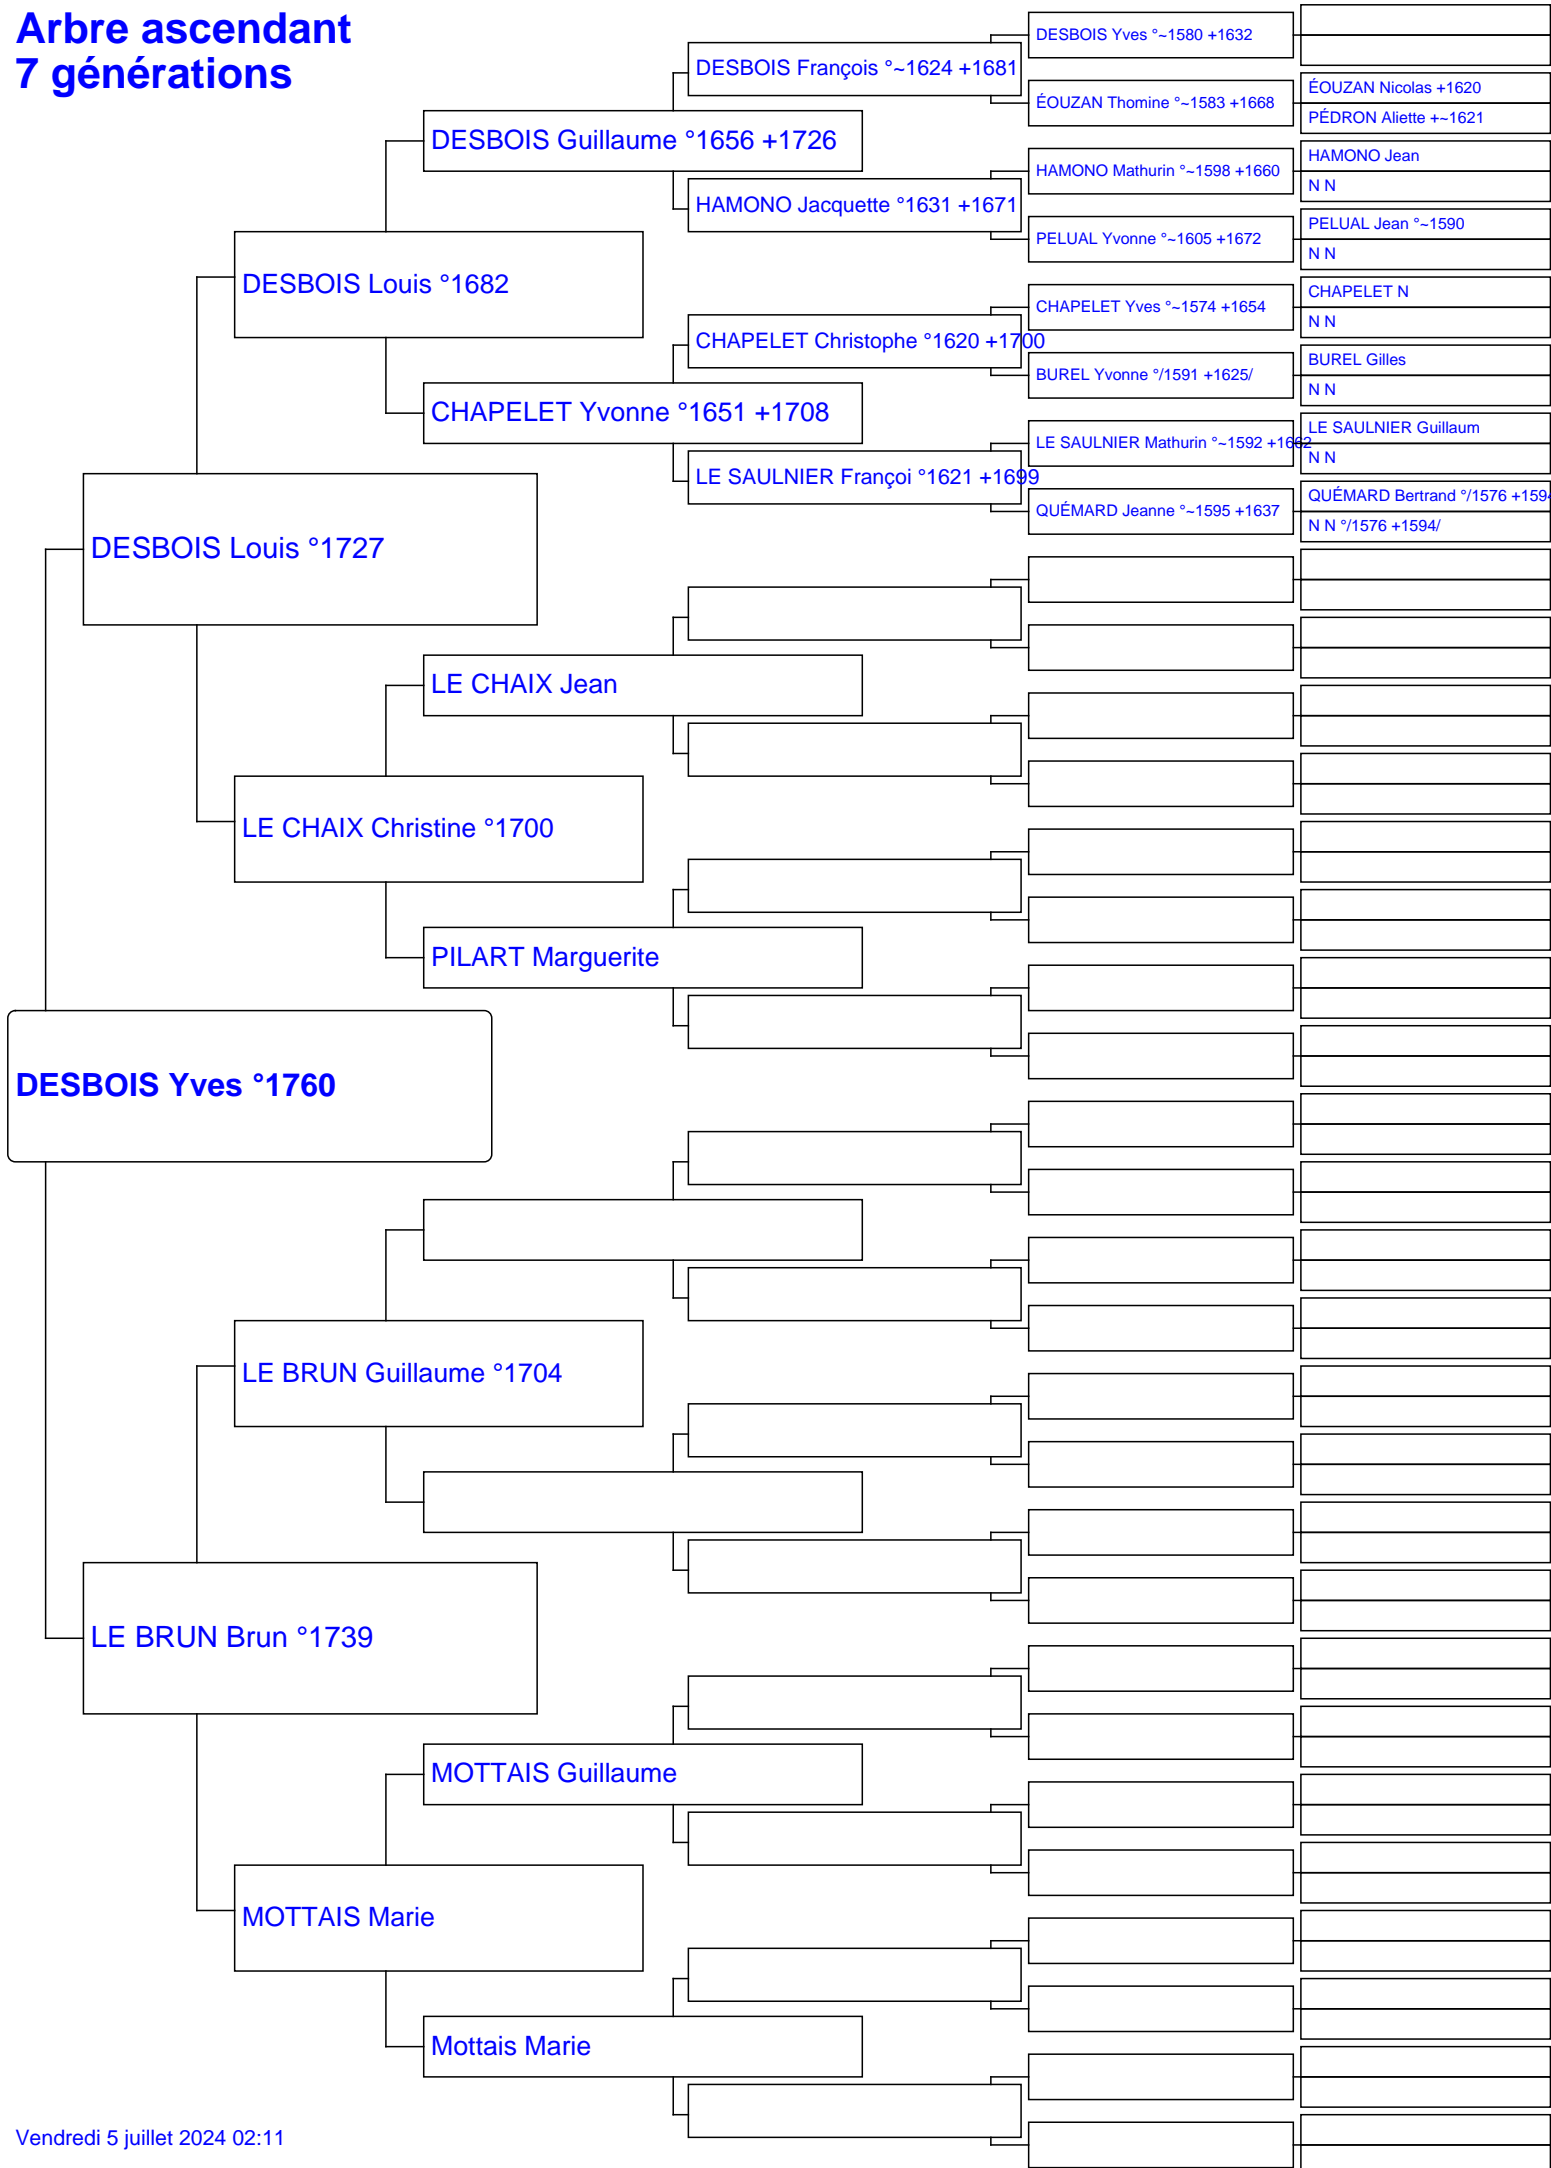 Arbre ascendant
7 générations
DESBOIS Yves °1760
DESBOIS Louis °1727
LE BRUN Brun °1739
DESBOIS Louis °1682
LE CHAIX Christine °1700
LE BRUN Guillaume °1704
MOTTAIS Marie
DESBOIS Guillaume °1656 +1726
CHAPELET Yvonne °1651 +1708
LE CHAIX Jean
PILART Marguerite
MOTTAIS Guillaume
Mottais Marie
DESBOIS François °~1624 +1681
HAMONO Jacquette °1631 +1671
CHAPELET Christophe °1620 +1700
LE SAULNIER Françoi °1621 +1699
DESBOIS Yves °~1580 +1632
ÉOUZAN Thomine °~1583 +1668
HAMONO Mathurin °~1598 +1660
PELUAL Yvonne °~1605 +1672
CHAPELET Yves °~1574 +1654
BUREL Yvonne °/1591 +1625/
LE SAULNIER Mathurin °~1592 +1662
QUÉMARD Jeanne °~1595 +1637
ÉOUZAN Nicolas +1620
PÉDRON Aliette +~1621
HAMONO Jean
N N
PELUAL Jean °~1590
N N
CHAPELET N
N N
BUREL Gilles
N N
LE SAULNIER Guillaum
N N
QUÉMARD Bertrand °/1576 +1594
N N °/1576 +1594/
Vendredi 5 juillet 2024 02:11